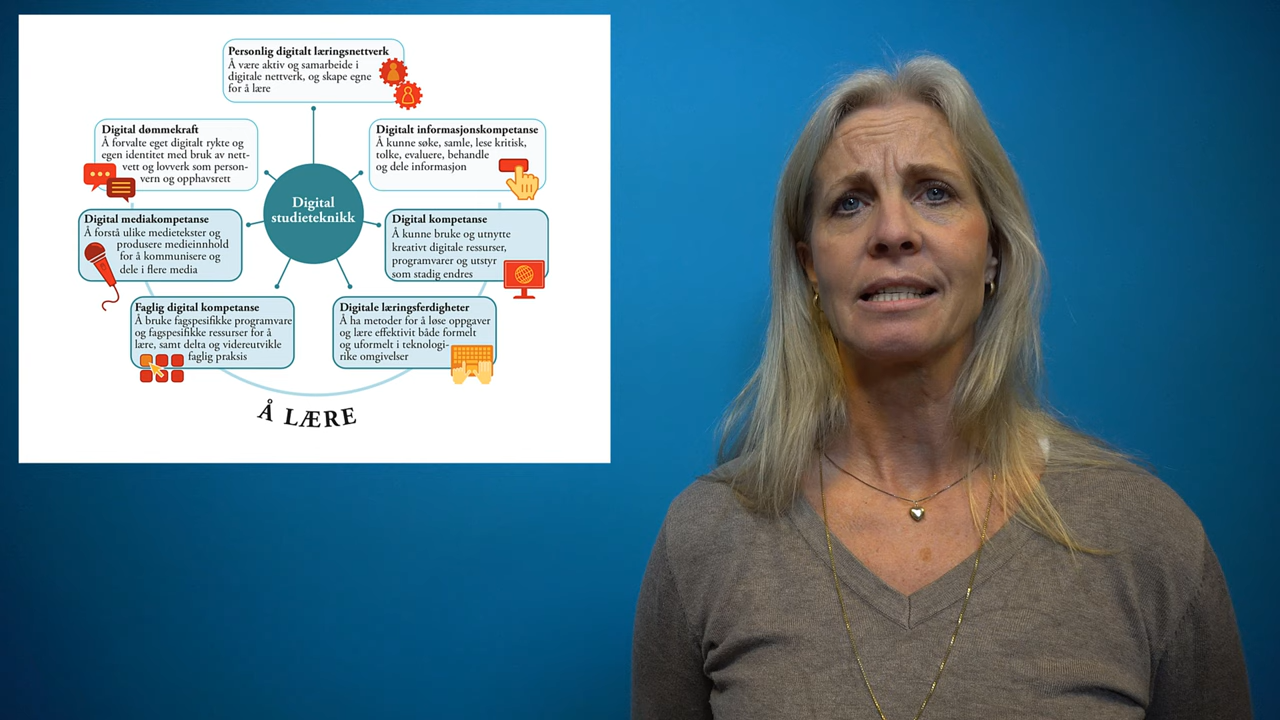 Personlig digitalt læringsnettverk
Å være aktiv og samarbeide i
digitale nettverk, og skape egne
for å lære
Digital dømmekraft
Å forvalte eget digitalt rykte og
egen identitet med bruk av nett-
vett og lovverk som person-
vern og opphavsrett
Digitalt informasjonskompetanse
Å kunne søke, samle, lese kritisk,
tolke, evaluere, behandle
og dele informasjon
Digital
studieteknikk
Digital mediakompetanse
Å forstå ulike medietekster og
produsere medieinnhold
for å kommunisere og
dele i flere media
Digital kompetanse
Å kunne bruke og utnytte
kreativt digitale ressurser,
programvarer og utstyr
som stadig endres
Faglig digital kompetanse
Å bruke fagspesifikke programvare
og fagspesifikke ressurser for å
lære, samt delta og videreutvikle
faglig praksis
Digitale læringsferdigheter
Å ha metoder for å løse oppgaver
og lære effektivit både formelt
og uformelt i teknologi-
rike omgivelser
Å LÆRE